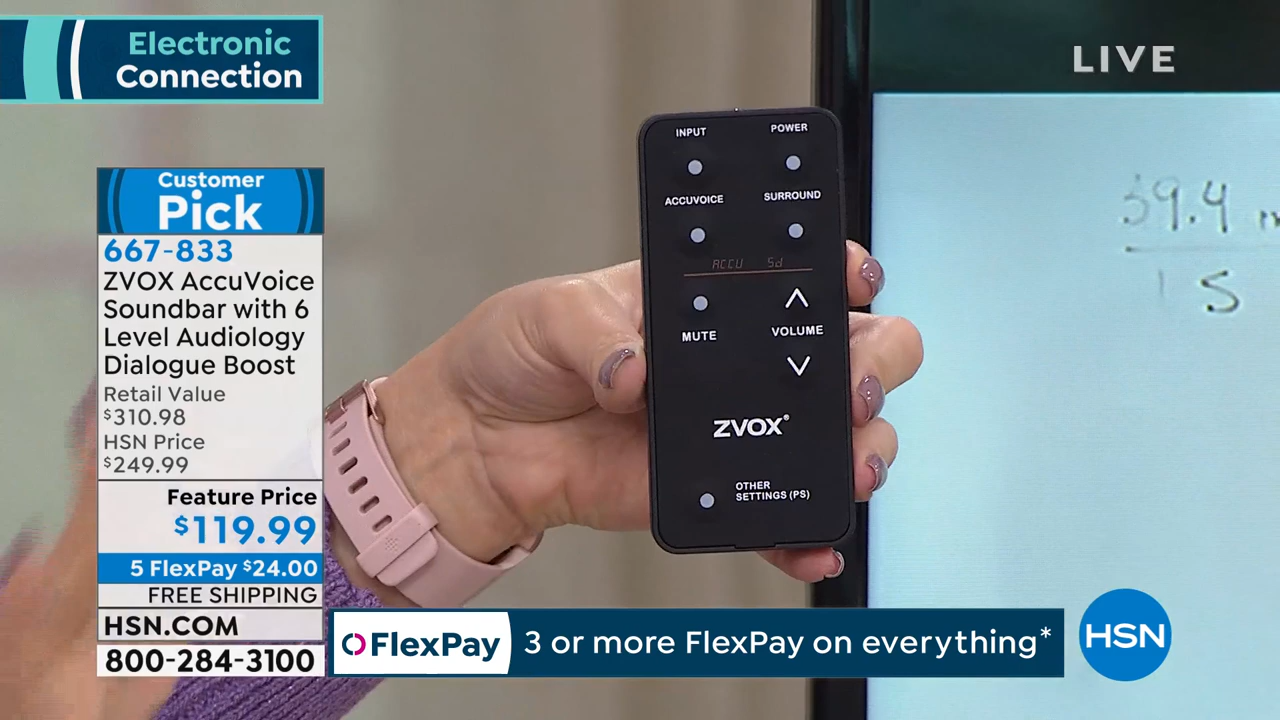 Electronic
Connection
LIVE
Customer
Pick
667-833
ZVOX AccuVoice
Soundbar with 6
Level Audiology
Dialogue Boost
Retail Value
$310.98
HSN Price
$249.99
Feature Price
$119.99
5 FlexPay $24.00
FREE SHIPPING
HSN.COM
800-284-3100
INPUT POWER
ACCUVOICE SURROUND
ACCU Sd
MUTE VOLUME
ZVOX®
OTHER
SETTINGS (PS)
39.4
15
FlexPay 3 or more FlexPay on everything*
HSN